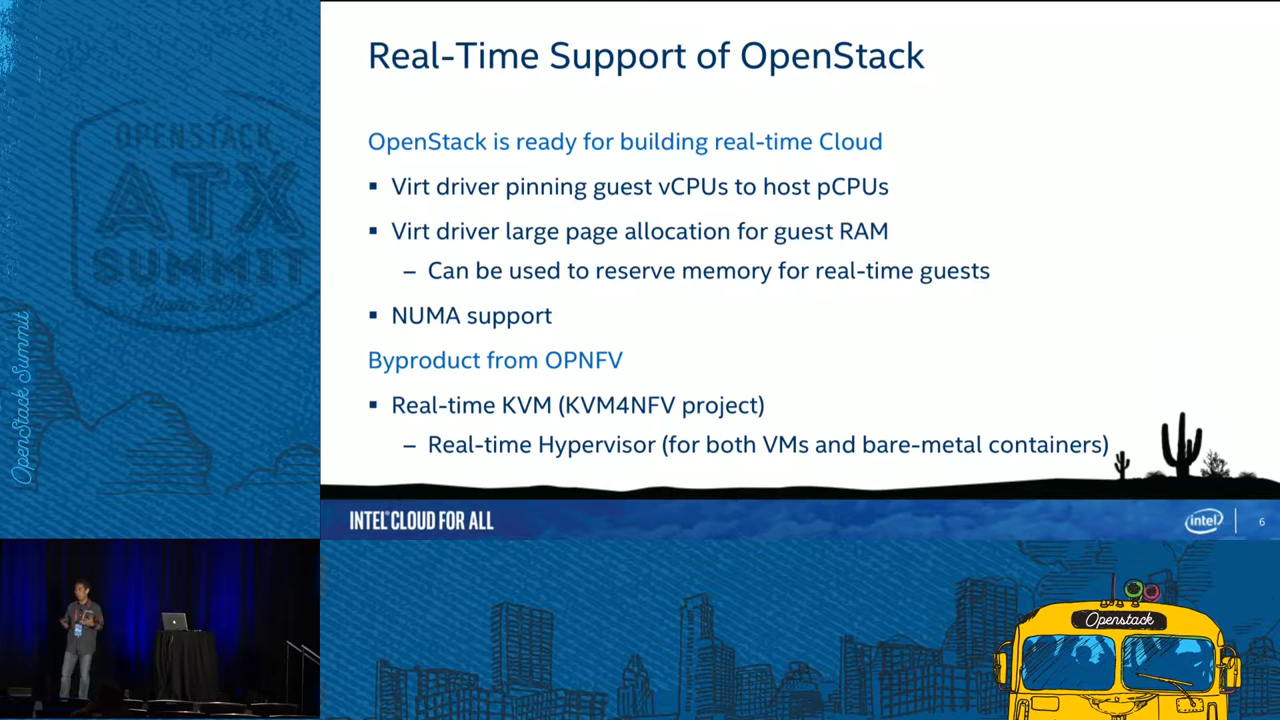 Real-Time Support of OpenStack
OpenStack is ready for building real-time Cloud
▪ Virt driver pinning guest vCPUs to host pCPUs
▪ Virt driver large page allocation for guest RAM
– Can be used to reserve memory for real-time guests
▪ NUMA support
Byproduct from OPNFV
▪ Real-time KVM (KVM4NFV project)
– Real-time Hypervisor (for both VMs and bare-metal containers)
INTEL® CLOUD FOR ALL
intel
6
OPENSTACK
ATX
SUMMIT
OpenStack Summit
Openstack